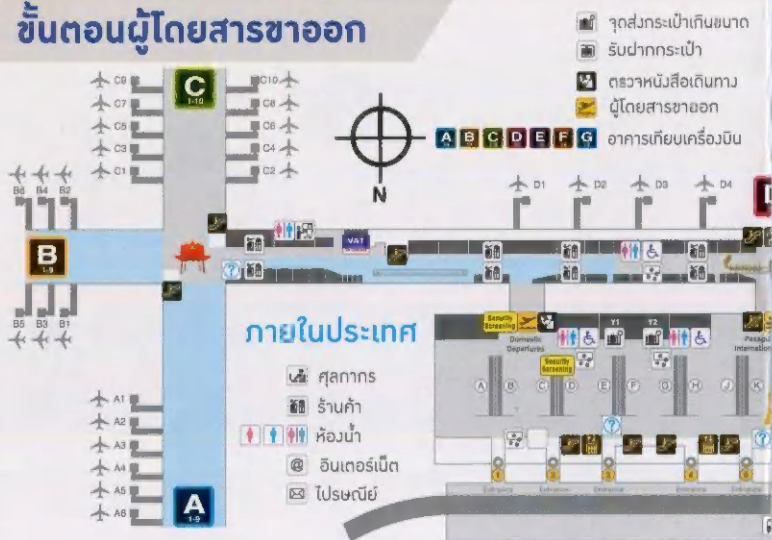 ขั้นตอนผู้โดยสารขาออก
จุดส่งกระเป๋าเกินขนาด
รับฝากกระเป๋า
ตรวจหนังสือเดินทาง
ผู้โดยสารขาออก
A B C D E F G อาคารเทียบเครื่องบิน
N
C9
C7
C5
C3
C1
C
1-10
C10
C8
C6
C4
C2
B6 B4 B2
B
1-9
B5 B3 B1
D1 D2 D3 D4
VAT
?
ภายในประเทศ
ศุลกากร
ร้านค้า
ห้องน้ำ
@ อินเตอร์เน็ต
ไปรษณีย์
A1
A2
A3
A4
A5
A6
A
1-9
Security Screening
Domestic Departures
Y1 Y2
Security Screening
A B C D E F G H J K
?
?
1 2 3 4
Entrance Entrance Entrance Entrance Entrance